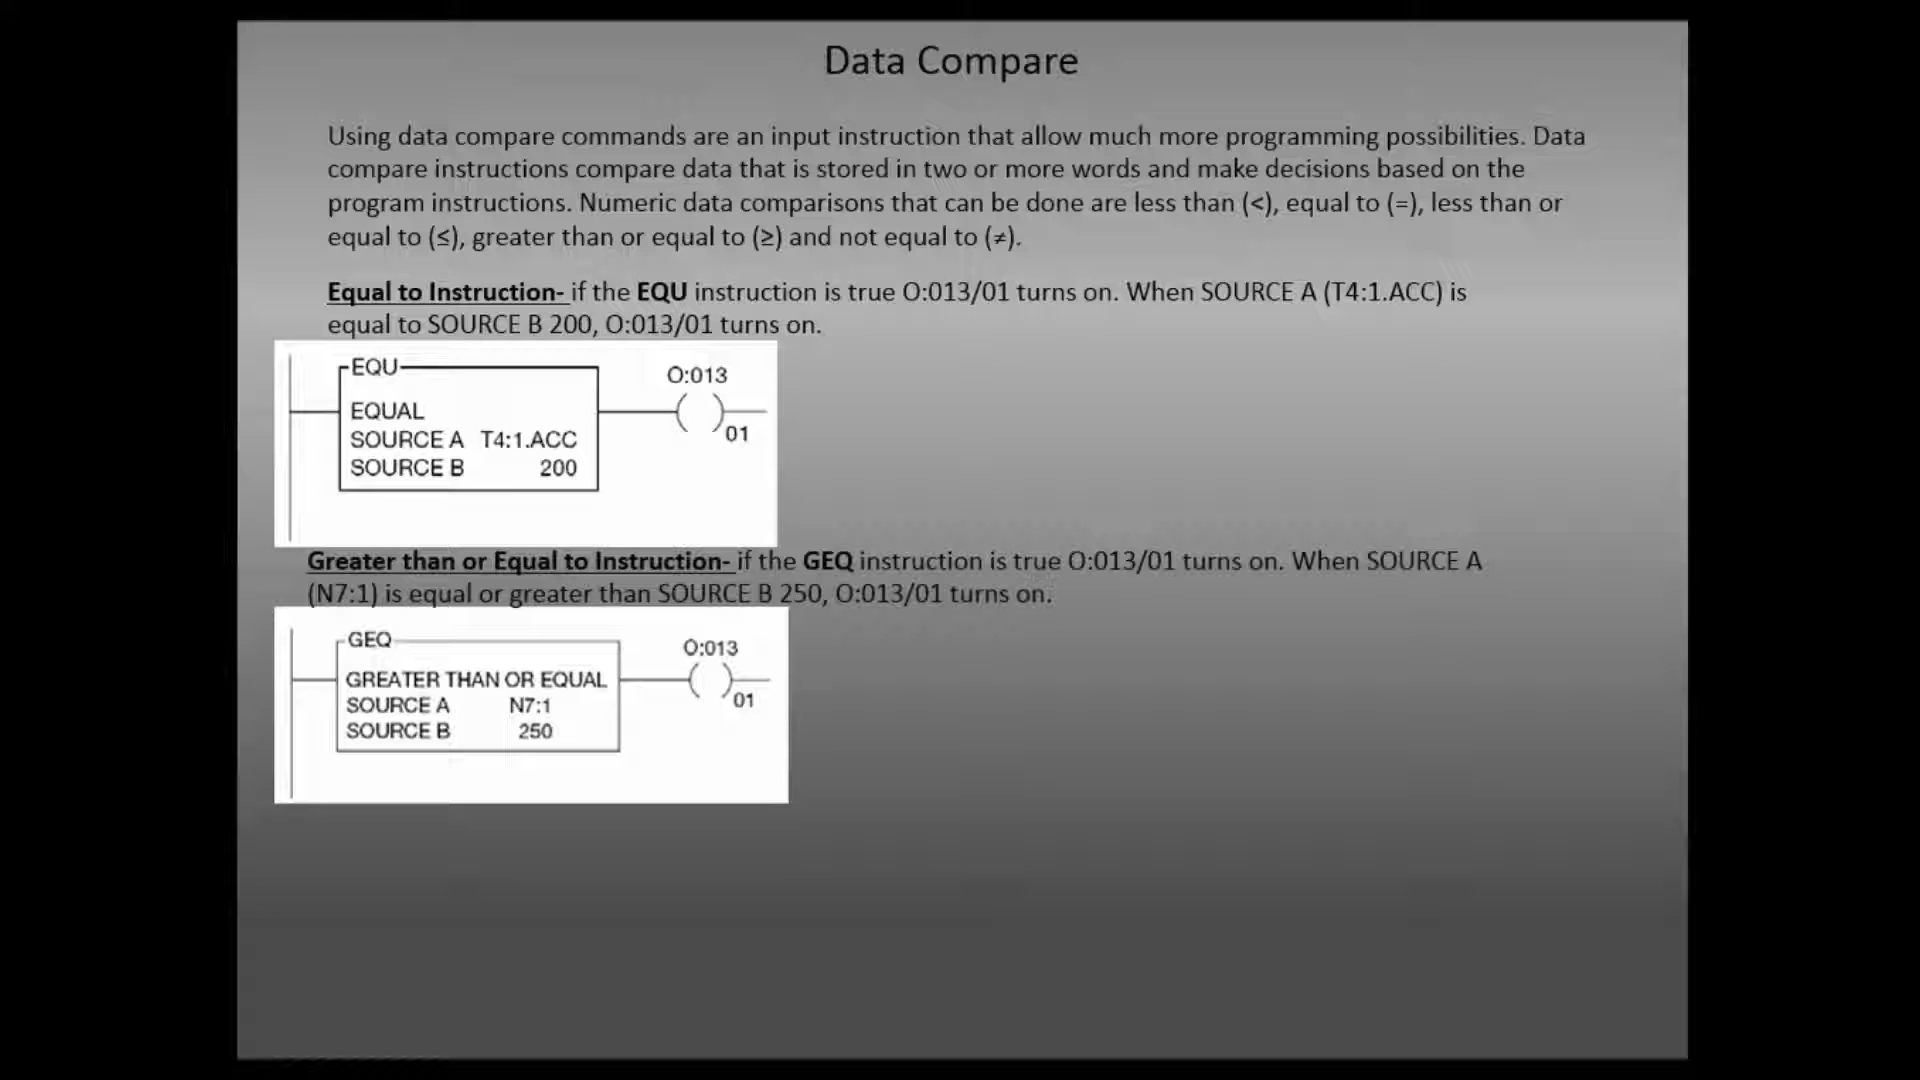 Data Compare
Using data compare commands are an input instruction that allow much more programming possibilities. Data
compare instructions compare data that is stored in two or more words and make decisions based on the
program instructions. Numeric data comparisons that can be done are less than (<), equal to (=), less than or
equal to (≤), greater than or equal to (≥) and not equal to (≠).
Equal to Instruction- if the EQU instruction is true O:013/01 turns on. When SOURCE A (T4:1.ACC) is
equal to SOURCE B 200, O:013/01 turns on.
EQU
O:013
EQUAL
01
SOURCE A T4:1.ACC
SOURCE B 200
Greater than or Equal to Instruction- if the GEQ instruction is true O:013/01 turns on. When SOURCE A
(N7:1) is equal or greater than SOURCE B 250, O:013/01 turns on.
GEQ
O:013
GREATER THAN OR EQUAL
01
SOURCE A N7:1
SOURCE B 250